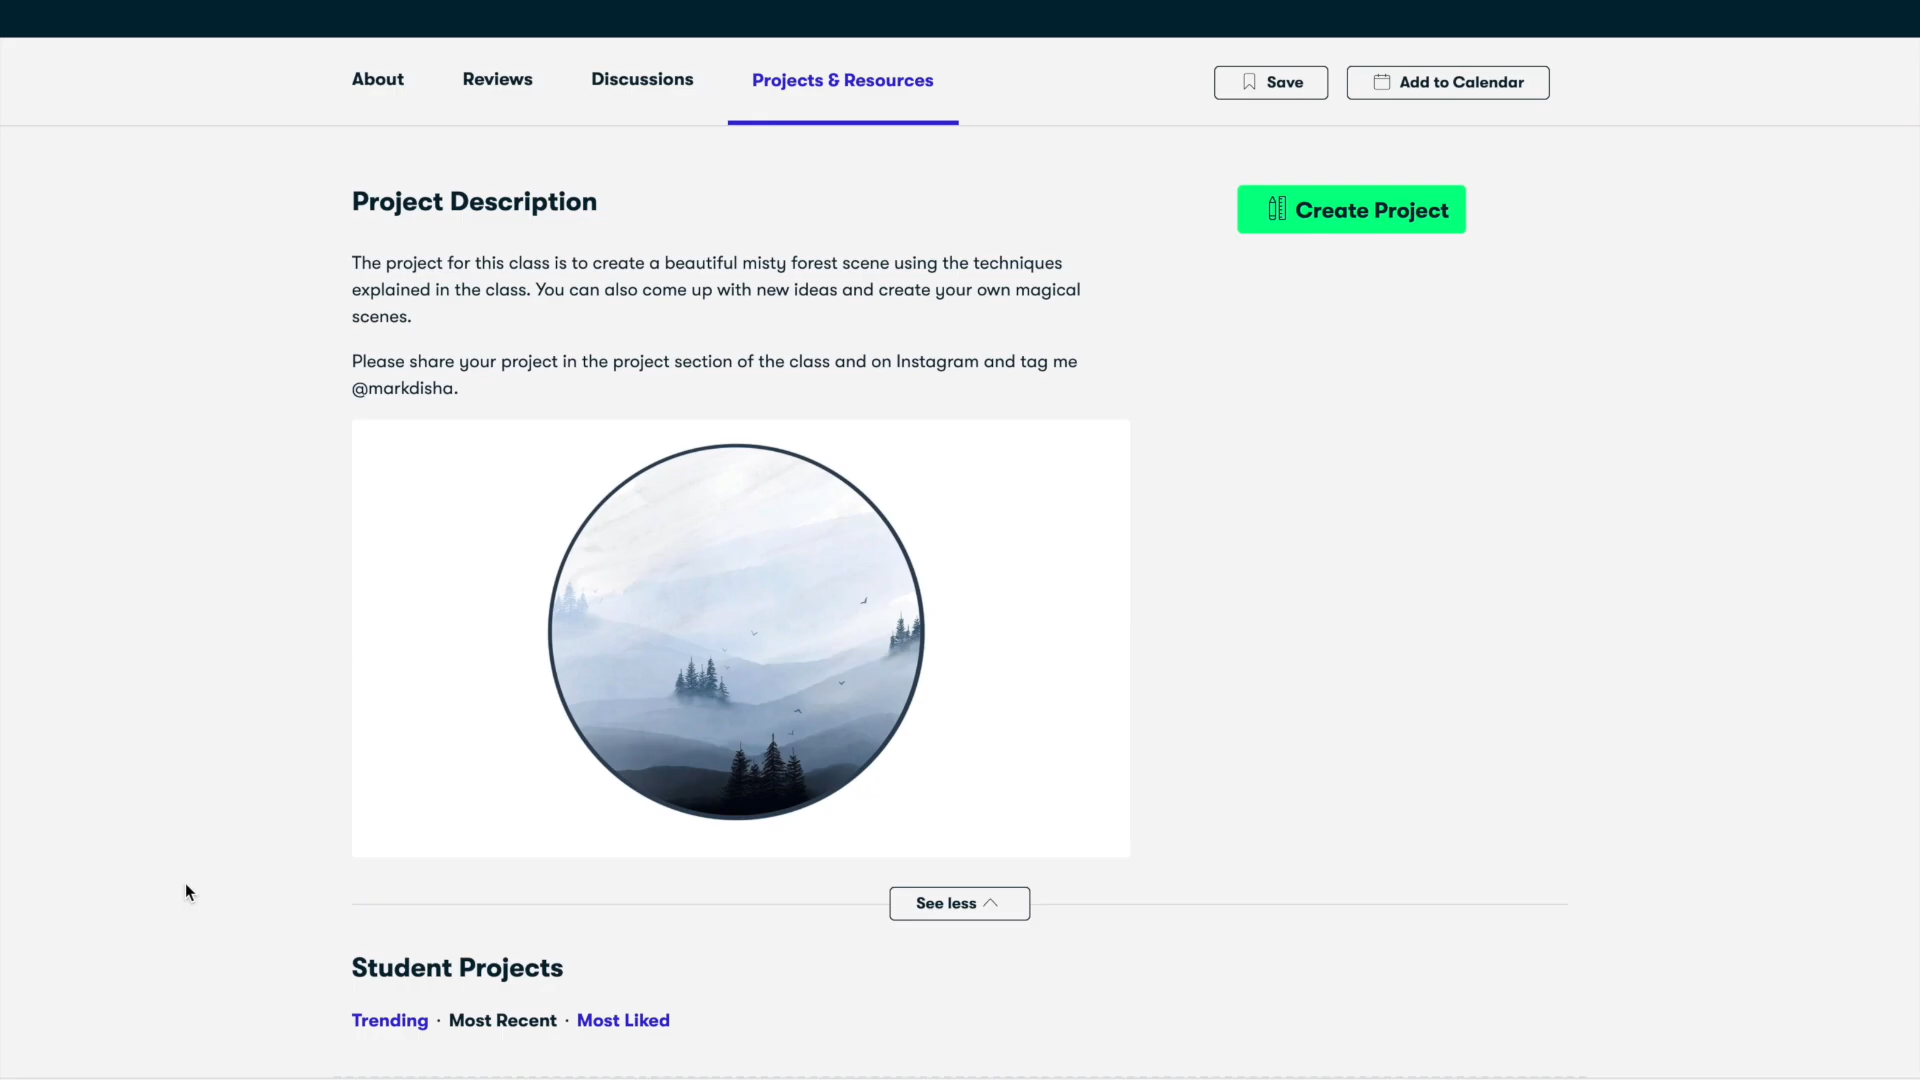 About Reviews Discussions Projects & Resources Save Add to Calendar
Project Description
Create Project
The project for this class is to create a beautiful misty forest scene using the techniques
explained in the class. You can also come up with new ideas and create your own magical
scenes.
Please share your project in the project section of the class and on Instagram and tag me
@markdisha.
See less
Student Projects
Trending · Most Recent · Most Liked